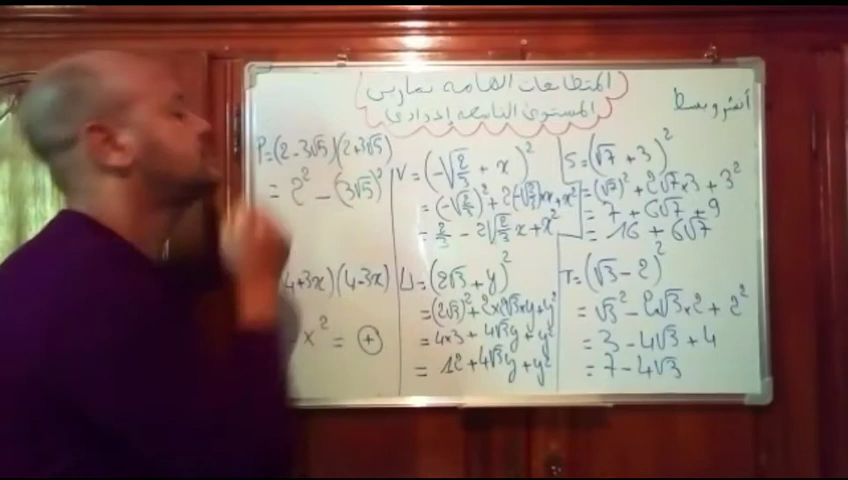 المتطابقات الهامة تمارين
المستوى التاسعة إعدادي
P=(2-3√5)(2+3√5)
= 2² - (3√5)²
4+3x)(4-3x)
- x² = +
V = (-√2/3 + x)²
= (-√2/3)² + 2(-√2/3)×x + x²
= 2/3 - 2√2/3 x + x²
U = (2√3 + y)²
= (2√3)² + 2×2√3×y + y²
= 4×3 + 4√3y + y²
= 12 + 4√3y + y²
S = (√7 + 3)²
= (√7)² + 2√7×3 + 3²
= 7 + 6√7 + 9
= 16 + 6√7
T = (√3 - 2)²
= √3² - 2√3×2 + 2²
= 3 - 4√3 + 4
= 7 - 4√3